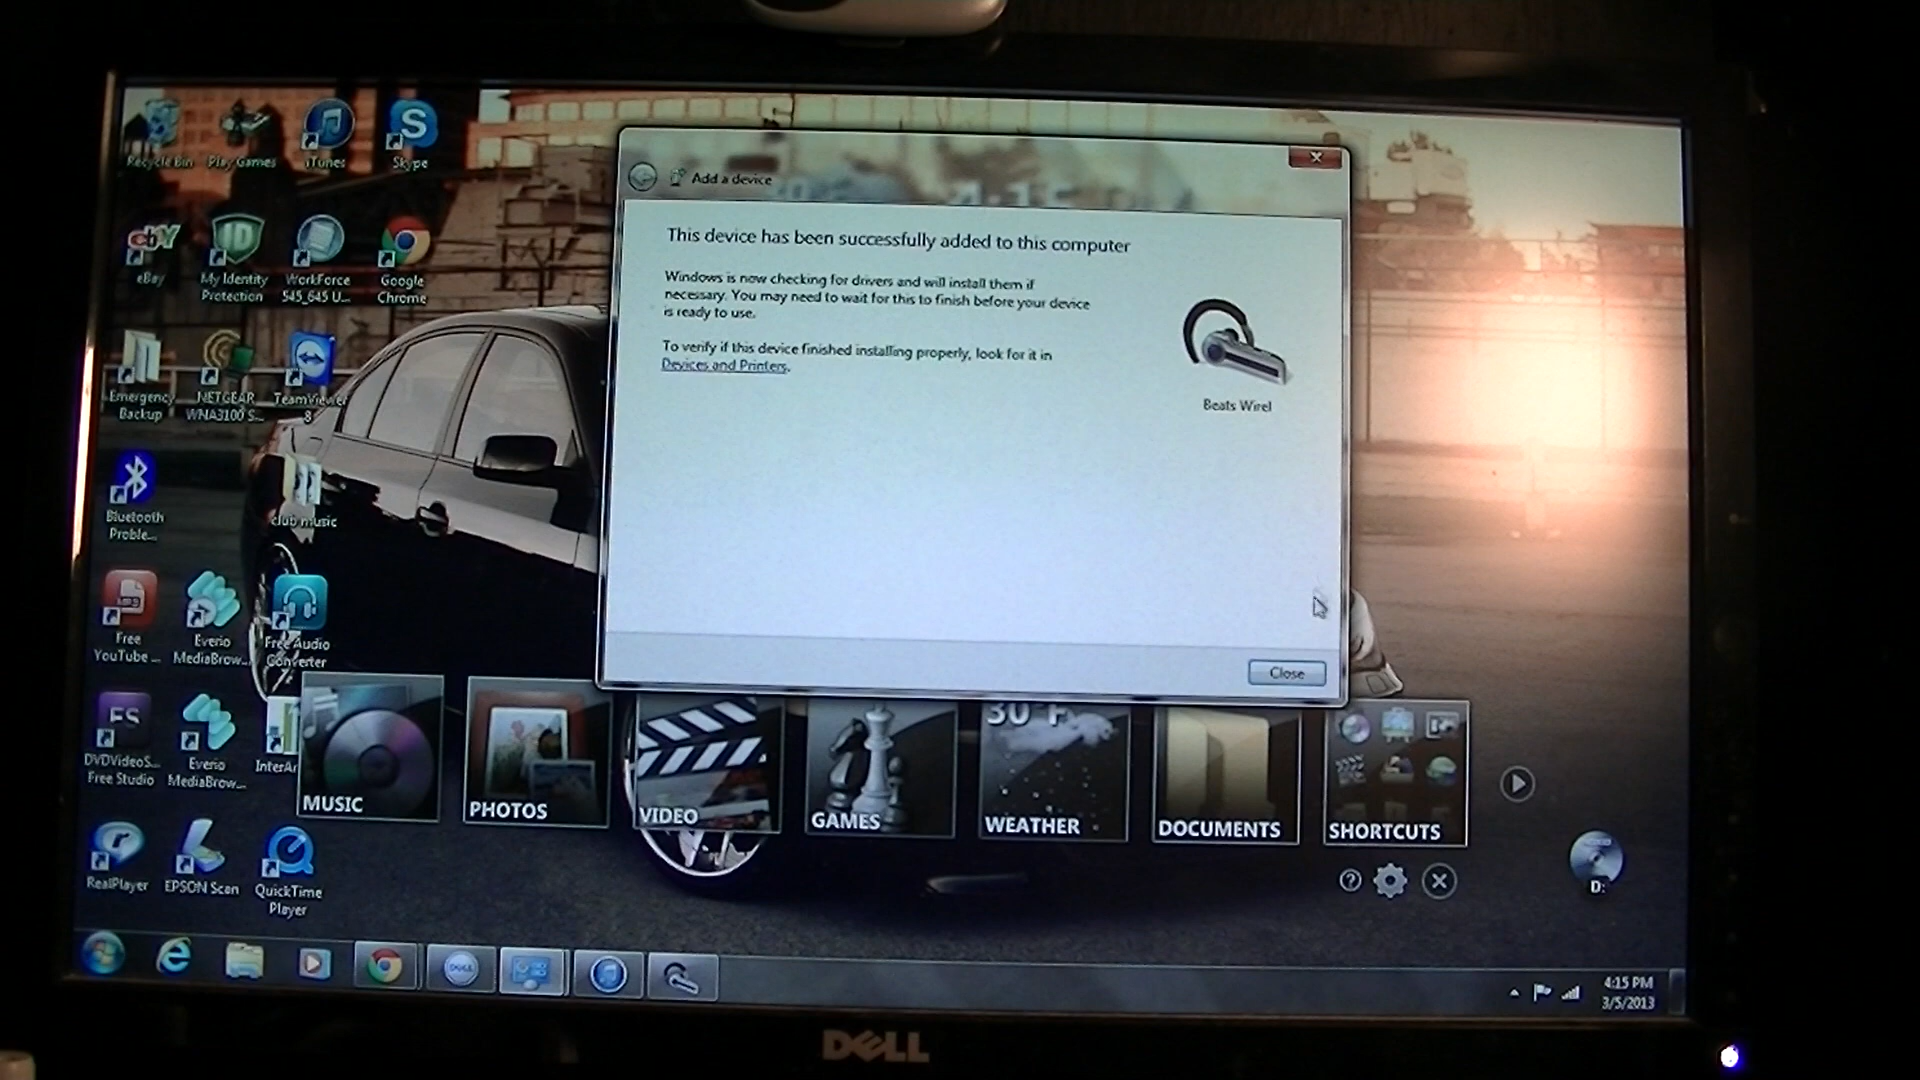 Recycle Bin
Play Games
iTunes
Skype
Add a device
This device has been successfully added to this computer
Windows is now checking for drivers and will install them if
necessary. You may need to wait for this to finish before your device
is ready to use.
To verify if this device finished installing properly, look for it in
Devices and Printers.
Beats Wirel
Close
eBay
My Identity
Protection
WorkForce
545_645 U...
Google
Chrome
Emergency
Backup
NETGEAR
WNA3100 S...
TeamViewer
8
Bluetooth
Proble...
club music
Free
YouTube ...
Everio
MediaBrow...
Free Audio
Converter
DVDVideoS...
Free Studio
Everio
MediaBrow...
InterAr
RealPlayer
EPSON Scan
QuickTime
Player
MUSIC
PHOTOS
VIDEO
GAMES
30°F
WEATHER
DOCUMENTS
SHORTCUTS
D:
4:15 PM
3/5/2013
DELL